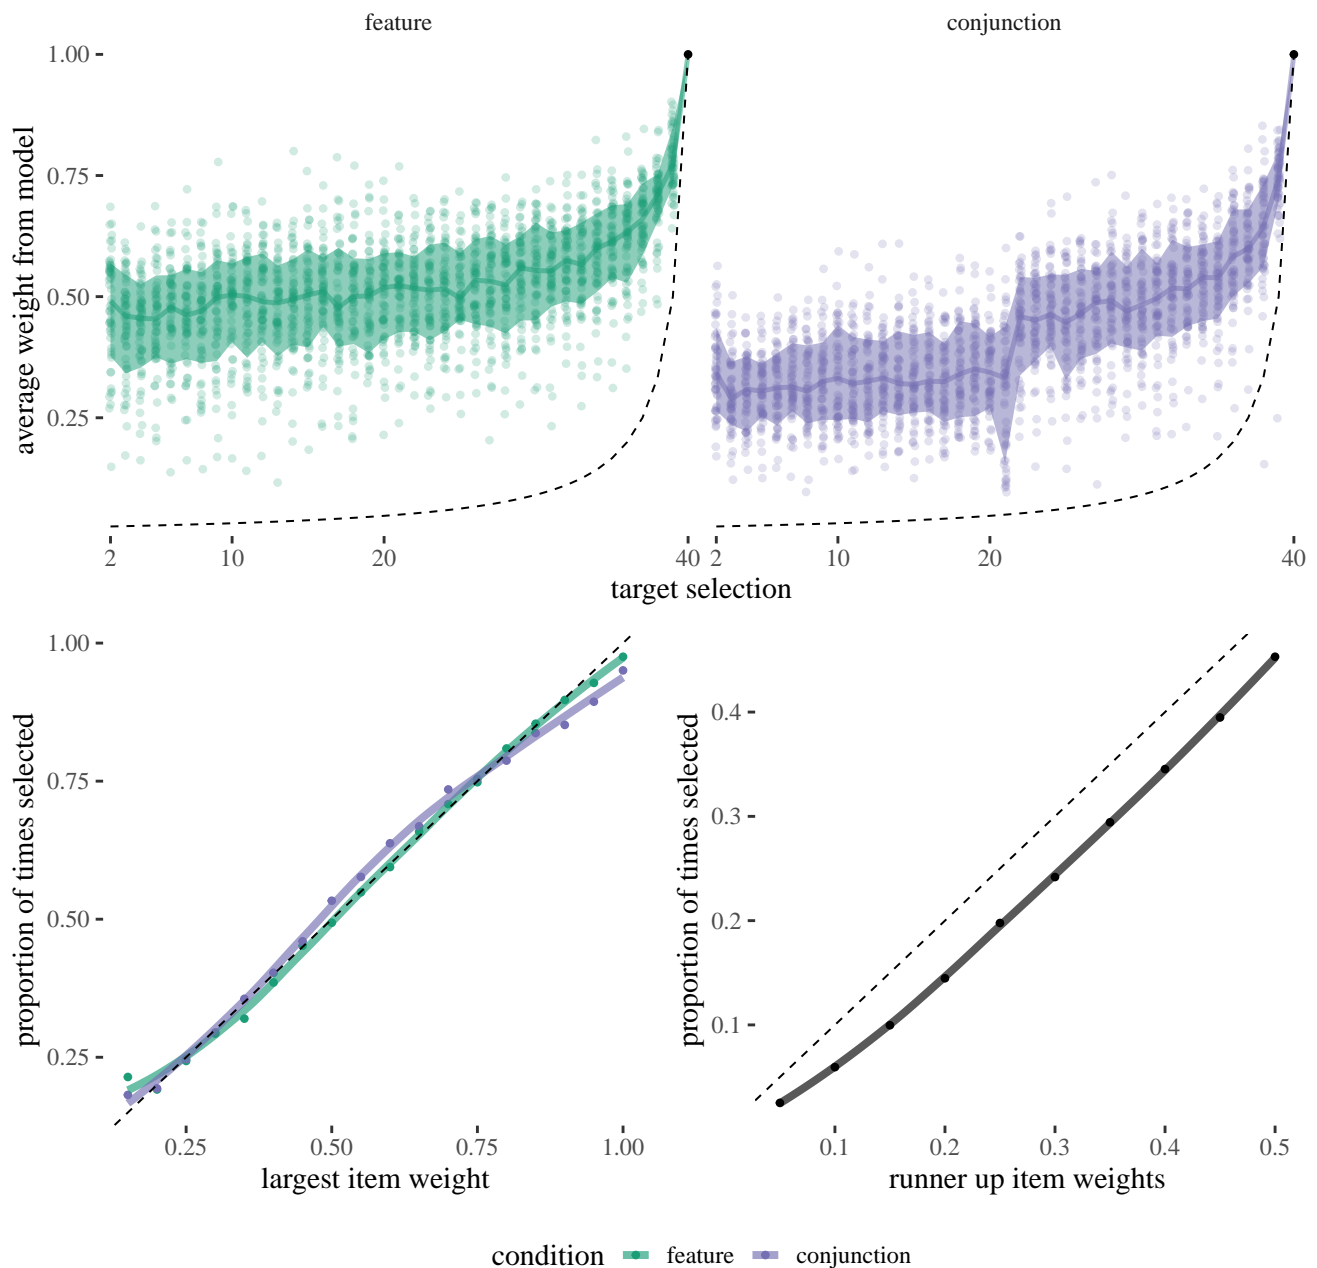 feature conjunction
1.00
0.75
0.50
0.25
average weight from model
2 10 20 40 2 10 20 40
target selection
1.00
0.75
0.50
0.25
proportion of times selected
0.25 0.50 0.75 1.00
largest item weight
0.4
0.3
0.2
0.1
proportion of times selected
0.1 0.2 0.3 0.4 0.5
runner up item weights
condition feature conjunction